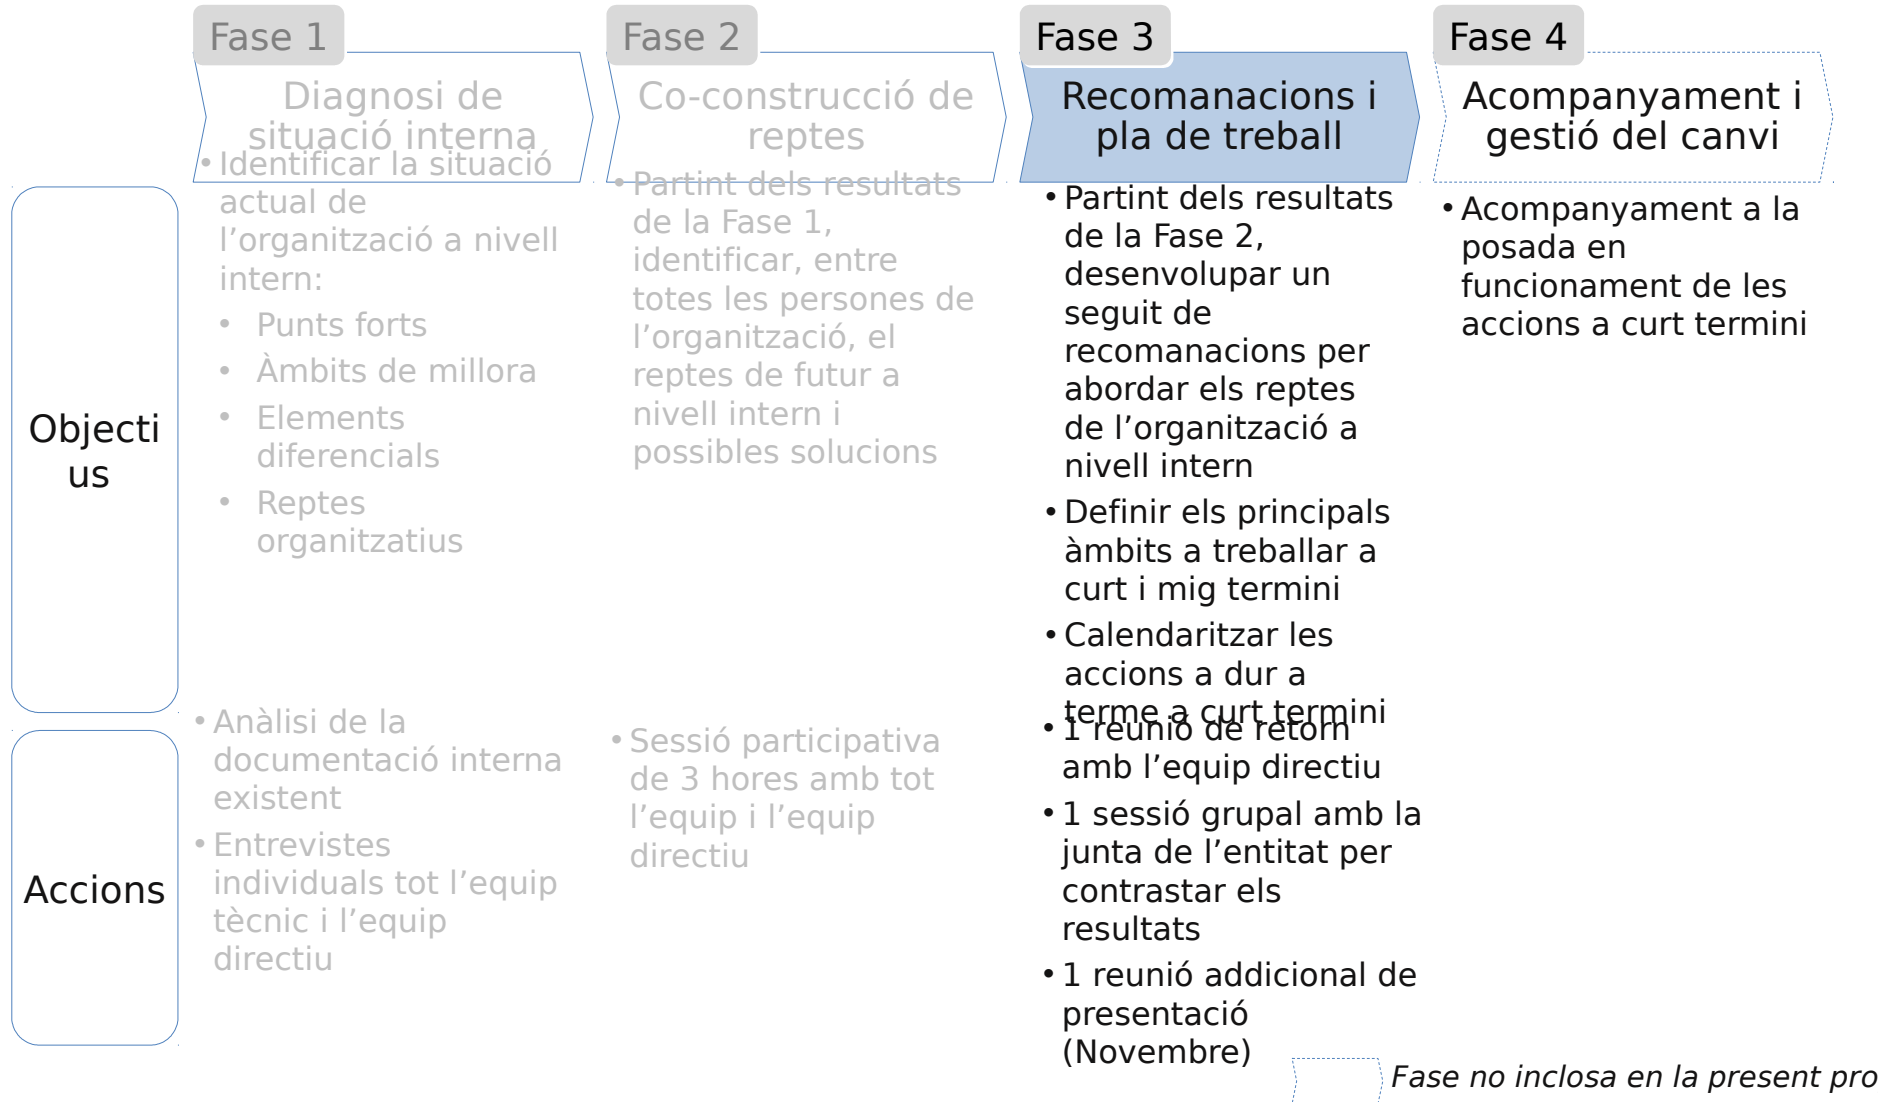 Fase 1
Diagnosi de
situació interna
Fase 2
Co-construcció de
reptes
Fase 3
Recomanacions i
pla de treball
Fase 4
Acompanyament i
gestió del canvi
Objecti
us
• Identificar la situació
actual de
l’organització a nivell
intern:
• Punts forts
• Àmbits de millora
• Elements
diferencials
• Reptes
organitzatius
• Partint dels resultats
de la Fase 1,
identificar, entre
totes les persones de
l’organització, el
reptes de futur a
nivell intern i
possibles solucions
• Partint dels resultats
de la Fase 2,
desenvolupar un
seguit de
recomanacions per
abordar els reptes
de l’organització a
nivell intern
• Definir els principals
àmbits a treballar a
curt i mig termini
• Calendaritzar les
accions a dur a
terme a curt termini
• Acompanyament a la
posada en
funcionament de les
accions a curt termini
Accions
• Anàlisi de la
documentació interna
existent
• Entrevistes
individuals tot l’equip
tècnic i l’equip
directiu
• Sessió participativa
de 3 hores amb tot
l’equip i l’equip
directiu
• 1 reunió de retorn
amb l’equip directiu
• 1 sessió grupal amb la
junta de l’entitat per
contrastar els
resultats
• 1 reunió addicional de
presentació
(Novembre)
Fase no inclosa en la present pro